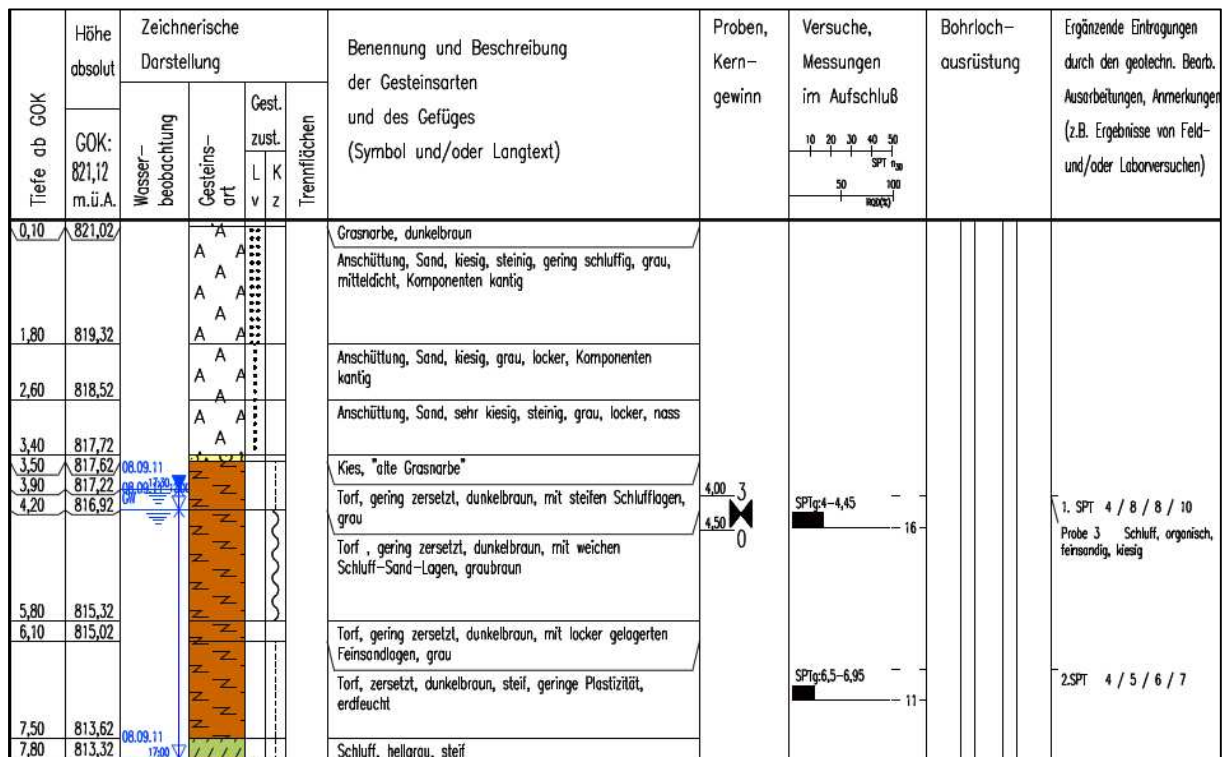 Tiefe ab GOK
Höhe
absolut
GOK:
821,12
m.ü.A.
Zeichnerische
Darstellung
Wasser-
beobachtung
Gesteins-
art
Gest.
zust.
L K
v z
Trennflächen
Benennung und Beschreibung
der Gesteinsarten
und des Gefüges
(Symbol und/oder Langtext)
Proben,
Kern-
gewinn
Versuche,
Messungen
im Aufschluß
10 20 30 40 50
SPT n30
50 100
RQD(%)
Bohrloch-
ausrüstung
Ergänzende Eintragungen
durch den geotechn. Bearb.
Ausarbeitungen, Anmerkungen
(z.B. Ergebnisse von Feld-
und/oder Laborversuchen)
0,10 821,02
Grasnarbe, dunkelbraun
A
A A
A
A A
A
A A
Anschüttung, Sand, kiesig, steinig, gering schluffig, grau,
mitteldicht, Komponenten kantig
1,80 819,32
A
A A
A
Anschüttung, Sand, kiesig, grau, locker, Komponenten
kantig
2,60 818,52
A A
A
Anschüttung, Sand, sehr kiesig, steinig, grau, locker, nass
3,40 817,72
3,50 817,62
08.09.11
Kies, "alte Grasnarbe"
3,90 817,22
08.09.11
GW
Torf, gering zersetzt, dunkelbraun, mit steifen Schlufflagen,
grau
4,20 816,92
4,00 3
4,50 0
SPTg:4-4,45
16
1. SPT 4 / 8 / 8 / 10
Probe 3 Schluff, organisch,
feinsandig, kiesig
Torf , gering zersetzt, dunkelbraun, mit weichen
Schluff-Sand-Lagen, graubraun
5,80 815,32
6,10 815,02
Torf, gering zersetzt, dunkelbraun, mit locker gelagerten
Feinsandlagen, grau
Torf, zersetzt, dunkelbraun, steif, geringe Plastizität,
erdfeucht
SPTg:6,5-6,95
11
2.SPT 4 / 5 / 6 / 7
7,50 813,62
08.09.11
7,80 813,32
17:00
Schluff, hellgrau, steif